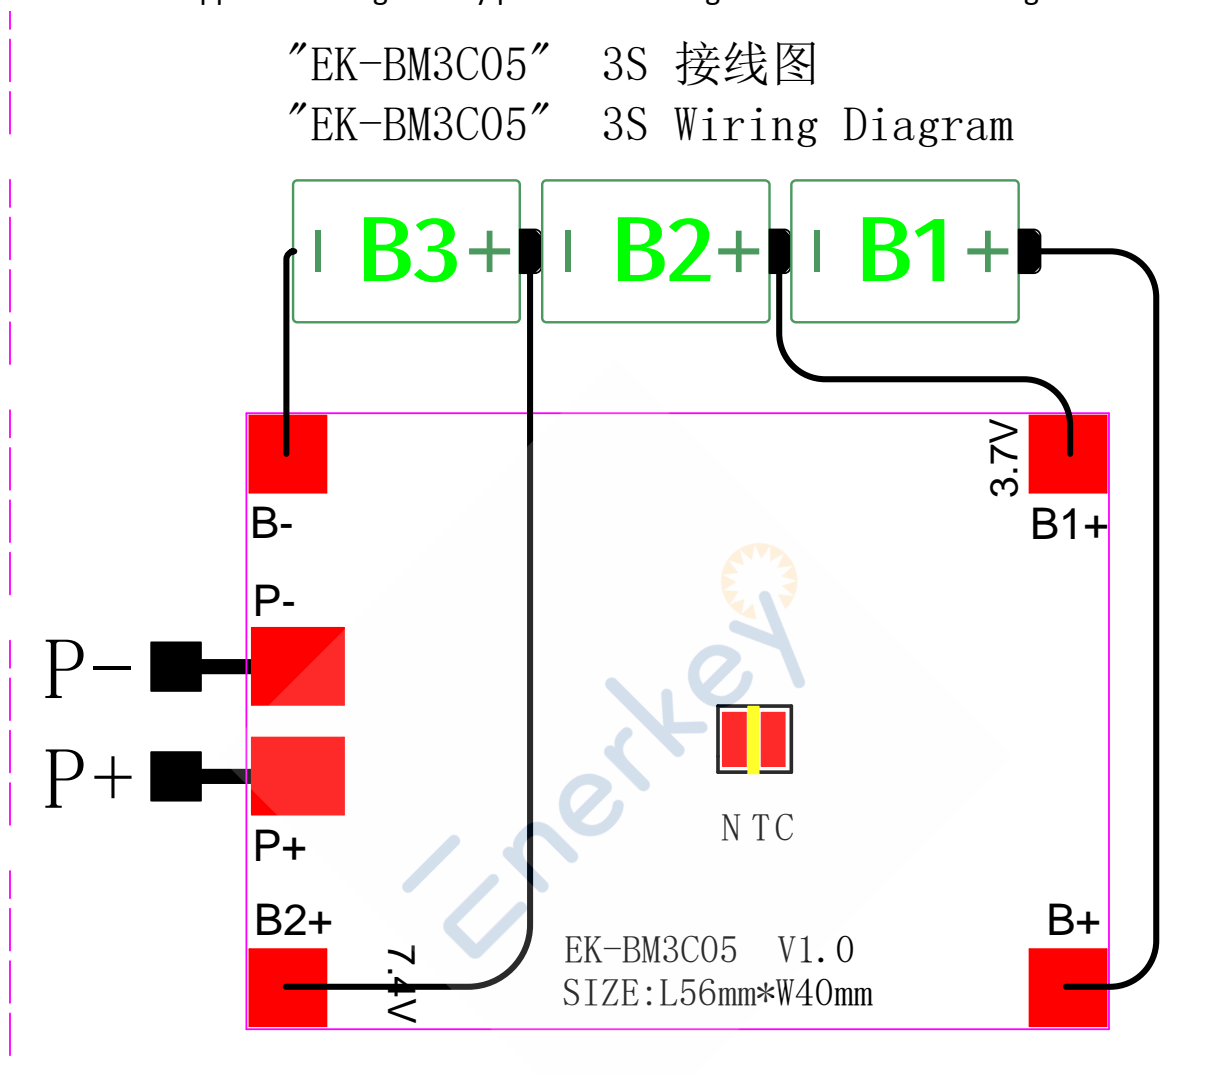 "EK-BM3C05" 3S 接线图
"EK-BM3C05" 3S Wiring Diagram
B3
B2
B1
B-
3.7V
B1+
P-
P-
P+
P+
B2+
7.4V
B+
NTC
Enerkey
EK-BM3C05 V1.0
SIZE:L56mm*W40mm